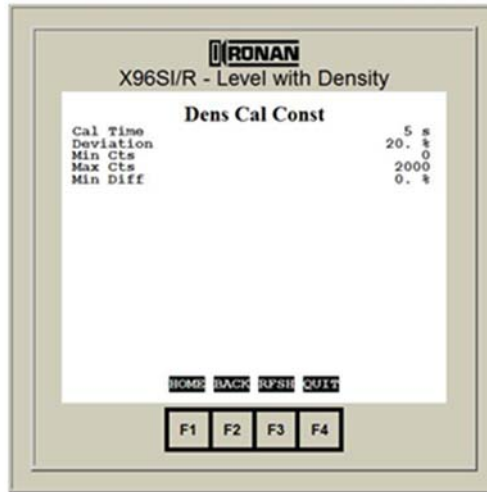 RONAN
X96SI/R - Level with Density
Dens Cal Const
Cal Time 5 s
Deviation 20. %
Min Cts 0
Max Cts 2000
Min Diff 0. %
HOME BACK RFSH QUIT
F1 F2 F3 F4